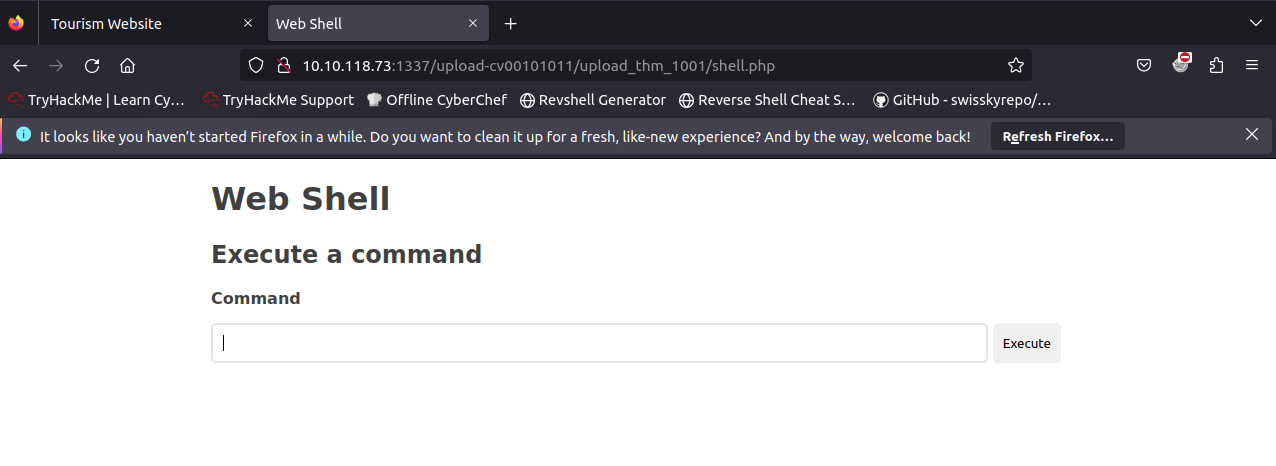 Tourism Website
Web Shell
10.10.118.73:1337/upload-cv00101011/upload_thm_1001/shell.php
TryHackMe | Learn Cy… TryHackMe Support Offline CyberChef Revshell Generator Reverse Shell Cheat S… GitHub - swisskyrepo/…
It looks like you haven’t started Firefox in a while. Do you want to clean it up for a fresh, like-new experience? And by the way, welcome back! Refresh Firefox…
Web Shell
Execute a command
Command
Execute